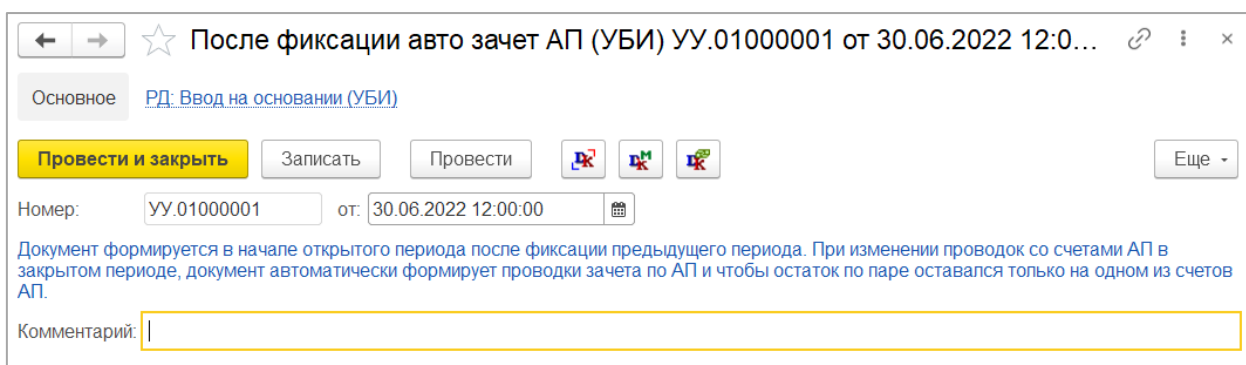 После фиксации авто зачет АП (УБИ) УУ.01000001 от 30.06.2022 12:0...
Основное РД: Ввод на основании (УБИ)
Провести и закрыть Записать Провести Еще
Номер: УУ.01000001 от: 30.06.2022 12:00:00
Документ формируется в начале открытого периода после фиксации предыдущего периода. При изменении проводок со счетами АП в
закрытом периоде, документ автоматически формирует проводки зачета по АП и чтобы остаток по паре оставался только на одном из счетов
АП.
Комментарий: